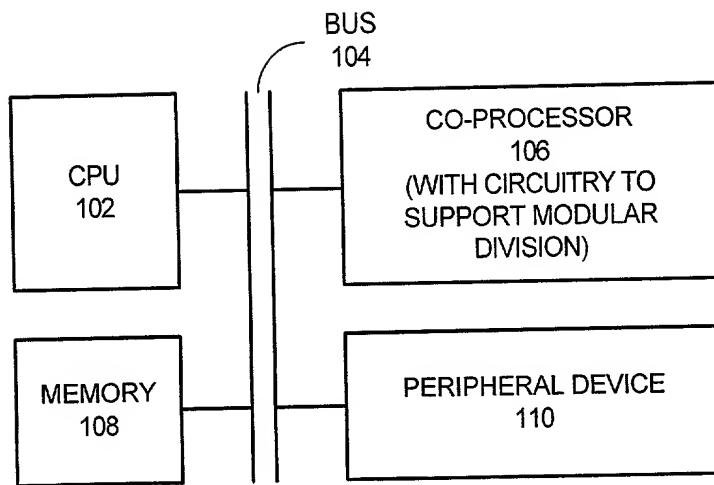 BUS
104
CPU
102
CO-PROCESSOR
106
(WITH CIRCUITRY TO
SUPPORT MODULAR
DIVISION)
MEMORY
108
PERIPHERAL DEVICE
110